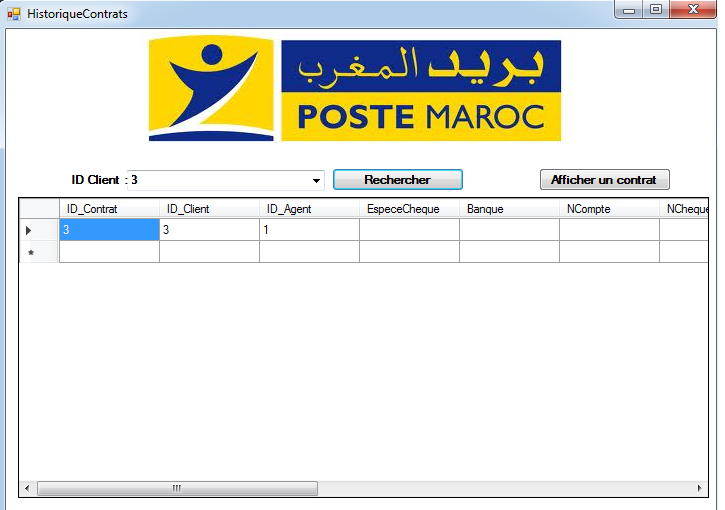 HistoriqueContrats
بريد المغرب
POSTE MAROC
ID Client : 3 Rechercher Afficher un contrat
ID_Contrat ID_Client ID_Agent EspeceCheque Banque NCompte NCheque
3 3 1